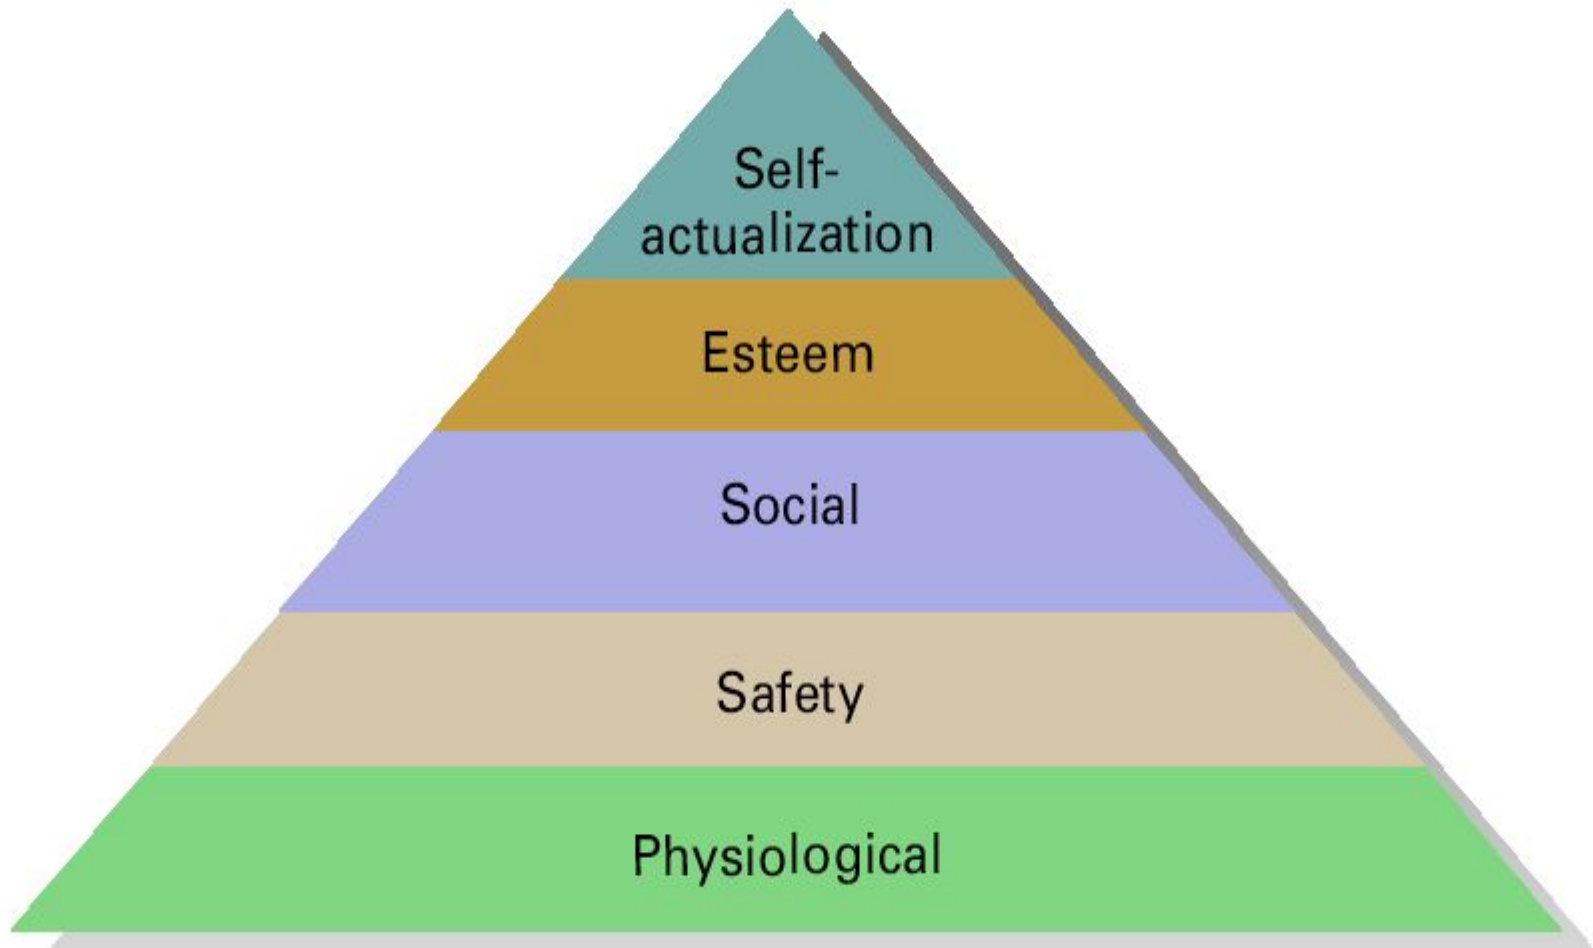 Self-
actualization
Esteem
Social
Safety
Physiological